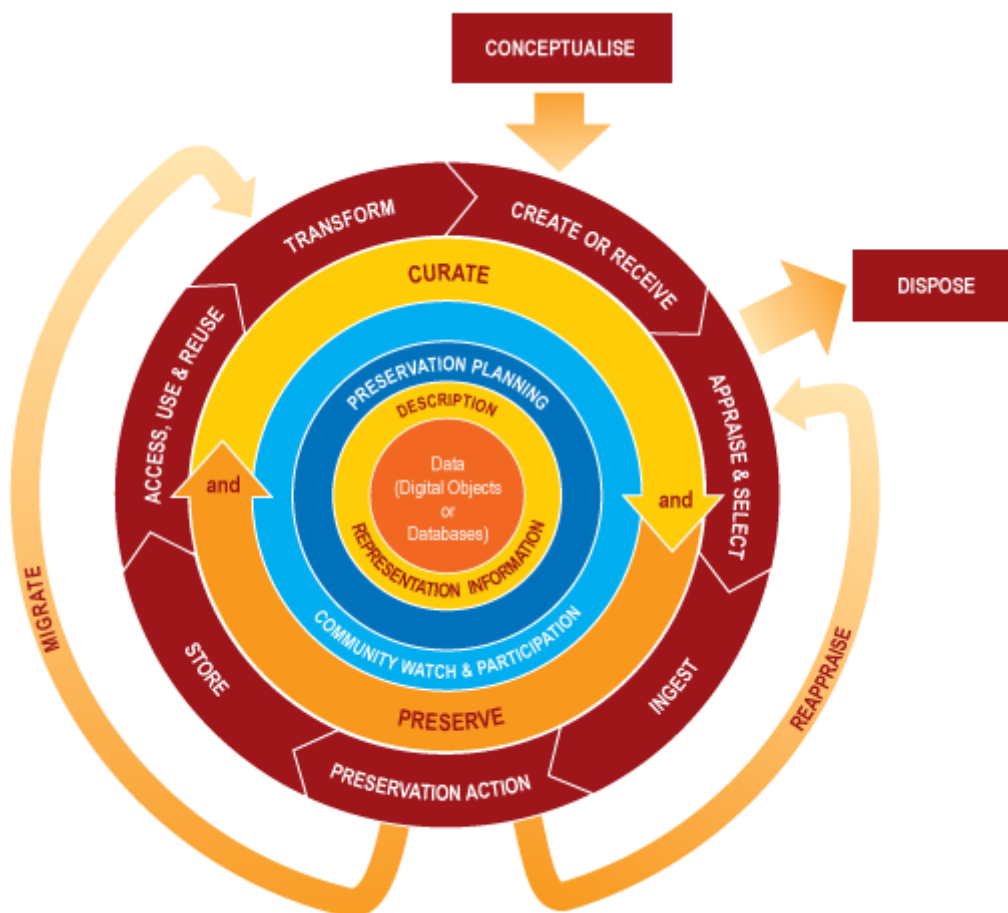 CONCEPTUALISE
CREATE OR RECEIVE
TRANSFORM
CURATE
DISPOSE
ACCESS, USE & REUSE
APPRAISE & SELECT
PRESERVATION PLANNING
DESCRIPTION
Data
(Digital Objects
or
Databases)
and
and
REPRESENTATION INFORMATION
COMMUNITY WATCH & PARTICIPATION
MIGRATE
STORE
INGEST
REAPPRAISE
PRESERVE
PRESERVATION ACTION